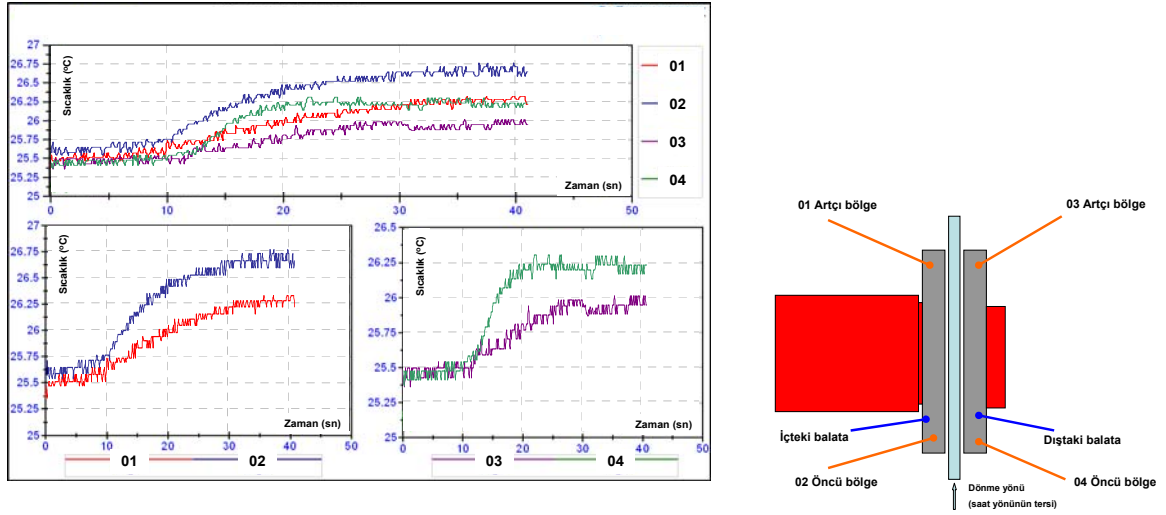 27
26.75
26.5
26.25
26
25.75
25.5
25.25
25
Sıcaklık (ºC)
Zaman (sn)
0 10 20 30 40 50
01
02
03
04
27
26.75
26.5
26.25
26
25.75
25.5
25.25
25
Sıcaklık (ºC)
Zaman (sn)
0 10 20 30 40 50
01 02
26.5
26.25
26
25.75
25.5
25.25
25
Sıcaklık (ºC)
Zaman (sn)
0 10 20 30 40 50
03 04
01 Artçı bölge
03 Artçı bölge
İçteki balata
Dıştaki balata
02 Öncü bölge
04 Öncü bölge
Dönme yönü
(saat yönünün tersi)